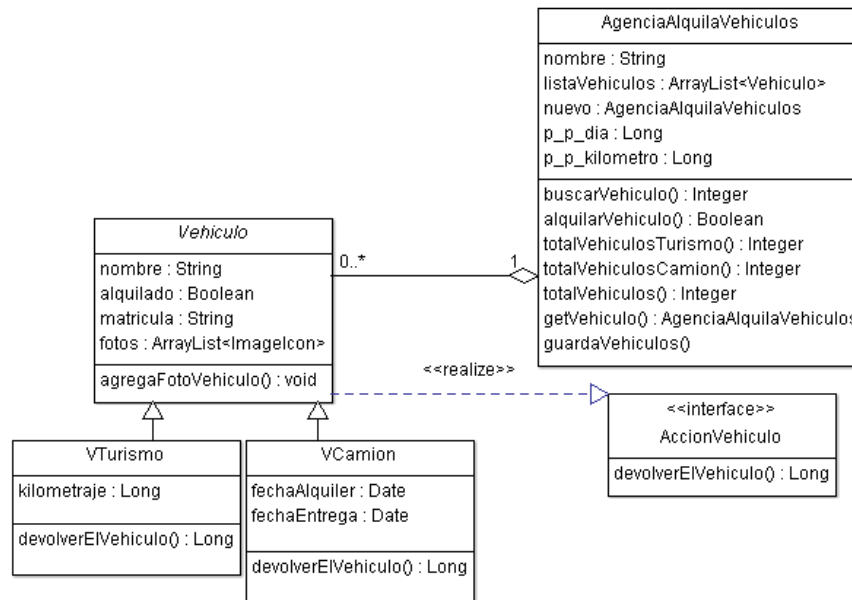 AgenciaAlquilaVehiculos
nombre : String
listaVehiculos : ArrayList<Vehiculo>
nuevo : AgenciaAlquilaVehiculos
p_p_dia : Long
p_p_kilometro : Long
buscarVehiculo() : Integer
alquilarVehiculo() : Boolean
totalVehiculosTurismo() : Integer
totalVehiculosCamion() : Integer
totalVehiculos() : Integer
getVehiculo() : AgenciaAlquilaVehiculos
guardaVehiculos()
Vehiculo
nombre : String
alquilado : Boolean
matricula : String
fotos : ArrayList<ImageIcon>
agregaFotoVehiculo() : void
0..*
1
<<realize>>
<<interface>>
AccionVehiculo
devolverElVehiculo() : Long
VTurismo
kilometraje : Long
devolverElVehiculo() : Long
VCamion
fechaAlquiler : Date
fechaEntrega : Date
devolverElVehiculo() : Long